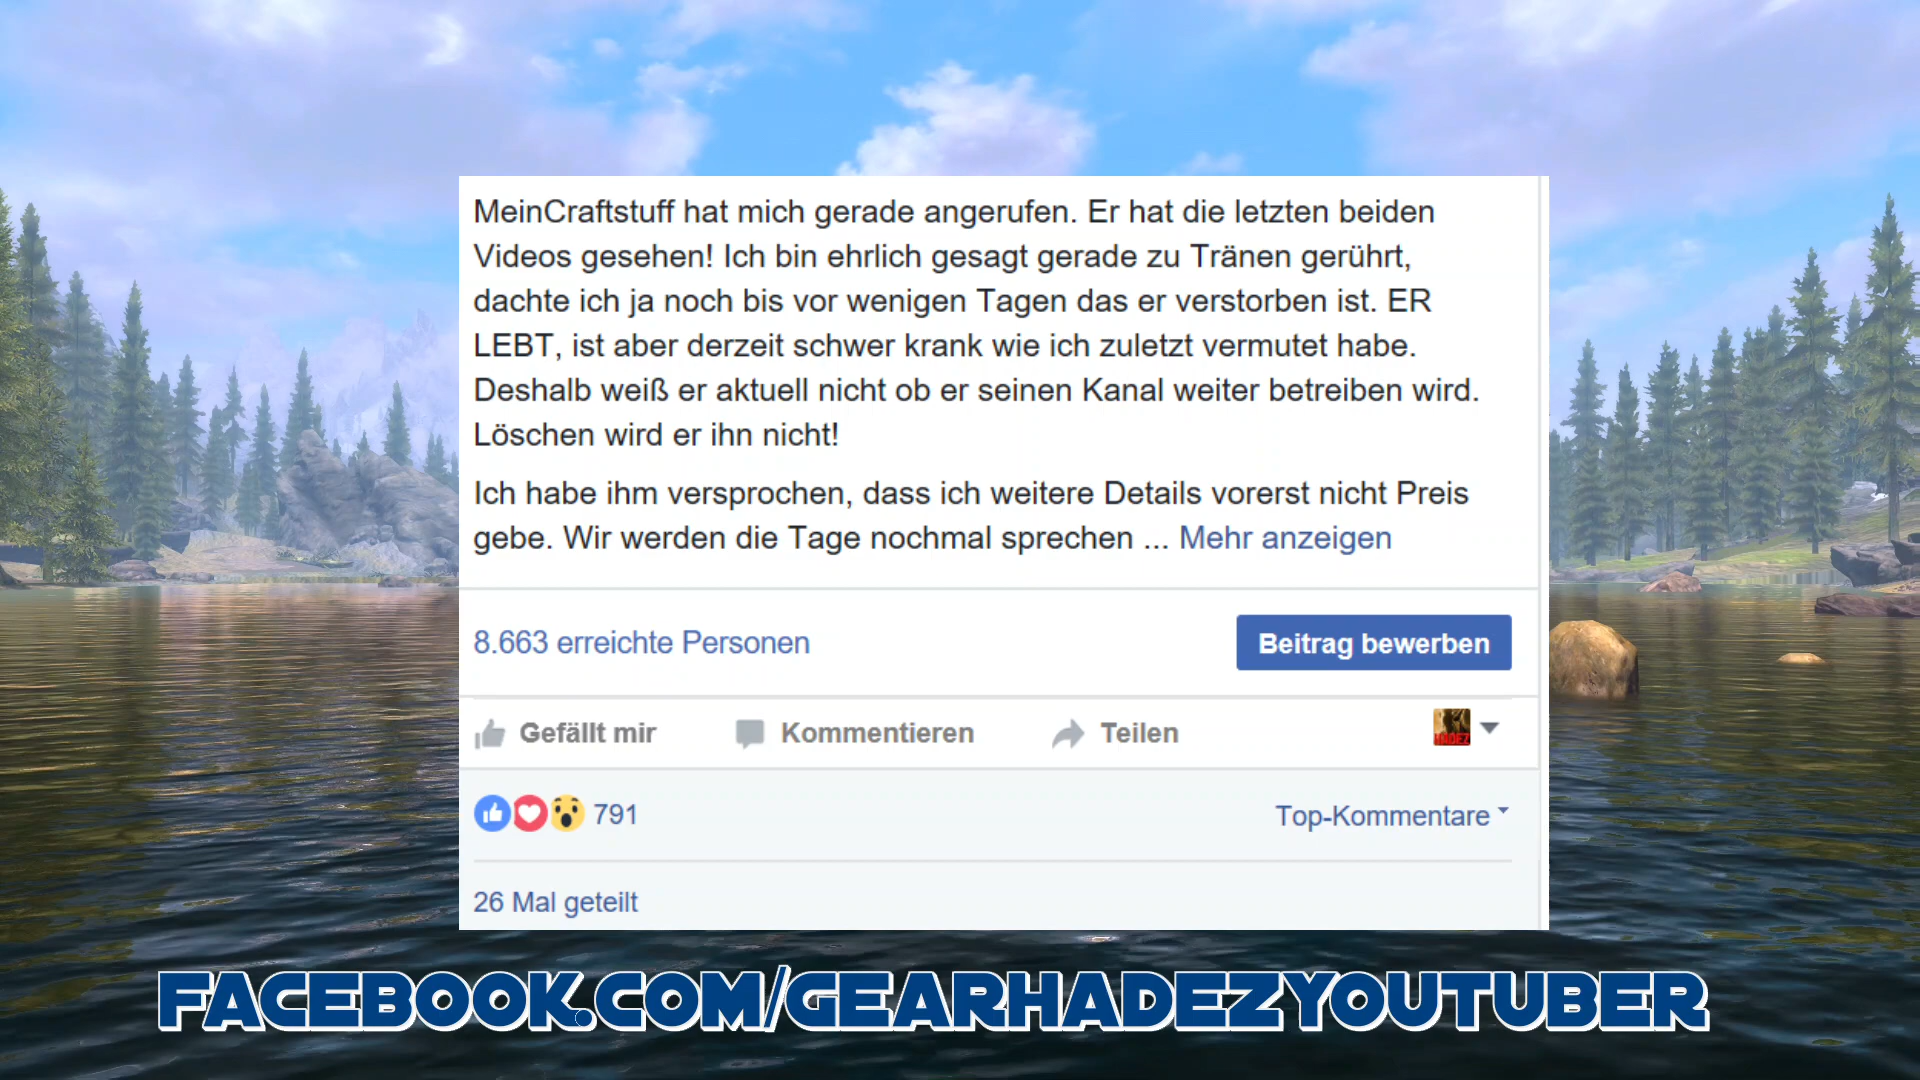 MeinCraftstuff hat mich gerade angerufen. Er hat die letzten beiden
Videos gesehen! Ich bin ehrlich gesagt gerade zu Tränen gerührt,
dachte ich ja noch bis vor wenigen Tagen das er verstorben ist. ER
LEBT, ist aber derzeit schwer krank wie ich zuletzt vermutet habe.
Deshalb weiß er aktuell nicht ob er seinen Kanal weiter betreiben wird.
Löschen wird er ihn nicht!
Ich habe ihm versprochen, dass ich weitere Details vorerst nicht Preis
gebe. Wir werden die Tage nochmal sprechen ... Mehr anzeigen
8.663 erreichte Personen Beitrag bewerben
Gefällt mir Kommentieren Teilen HADEZ
791 Top-Kommentare
26 Mal geteilt
FACEBOOK.COM/GEARHADEZYOUTUBER